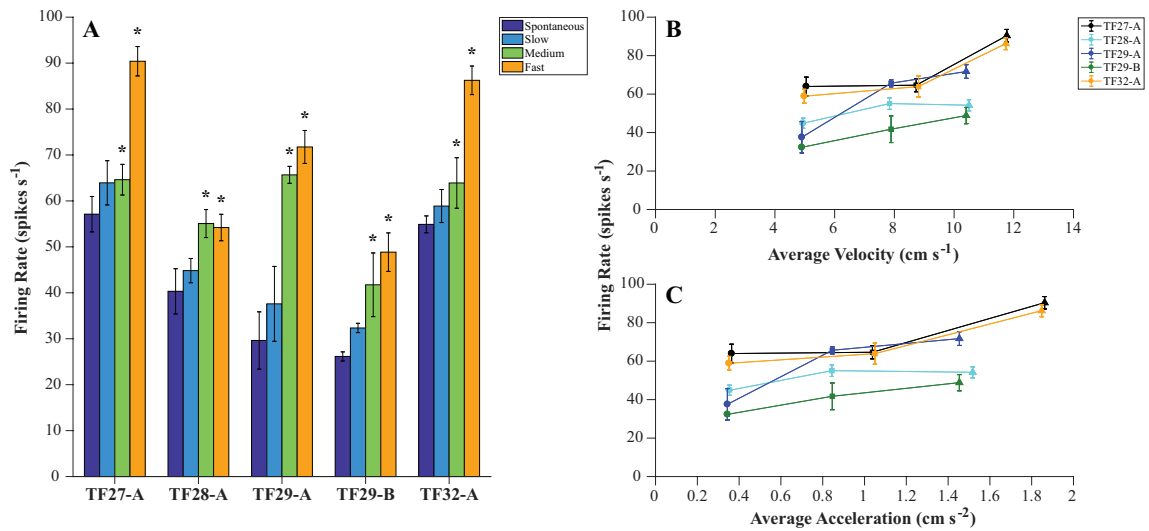 A
Firing Rate (spikes s-1)
100
90
80
70
60
50
40
30
20
10
0
* * * * * * * * * *
TF27-A TF28-A TF29-A TF29-B TF32-A
Spontaneous
Slow
Medium
Fast
B
Firing Rate (spikes s-1)
100
80
60
40
20
0
0 2 4 6 8 10 12 14
Average Velocity (cm s-1)
TF27-A
TF28-A
TF29-A
TF29-B
TF32-A
C
100
80
60
40
20
0
0 0.2 0.4 0.6 0.8 1 1.2 1.4 1.6 1.8 2
Average Acceleration (cm s-2)